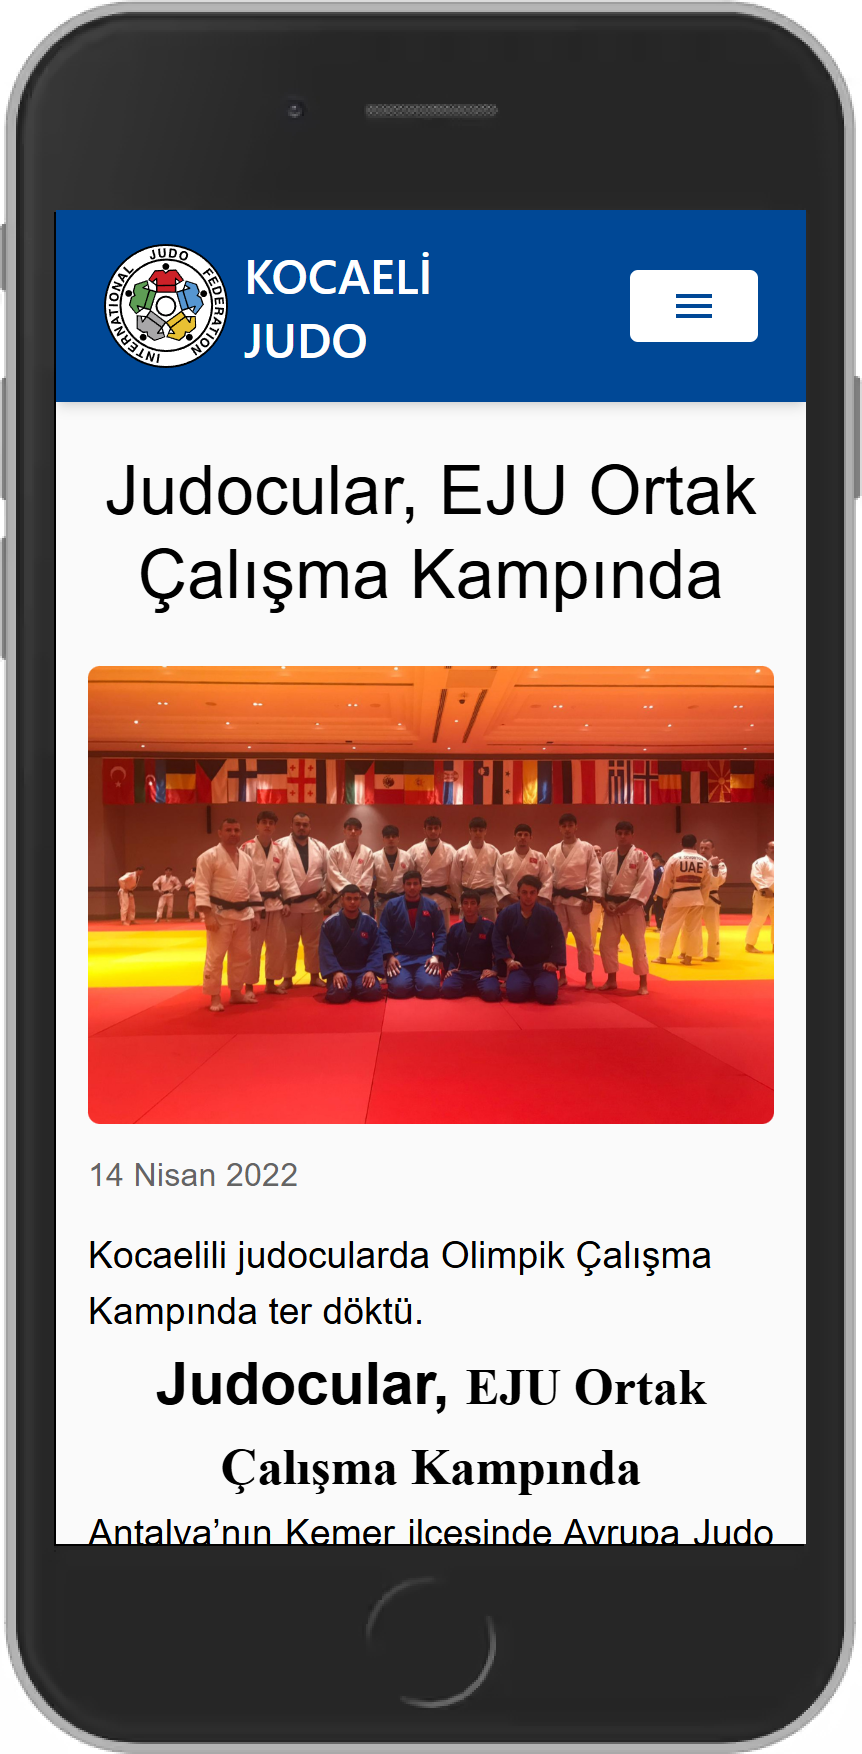 INTERNATIONAL JUDO FEDERATION
KOCAELİ
JUDO
Judocular, EJU Ortak
Çalışma Kampında
UAE
14 Nisan 2022
Kocaelili judocularda Olimpik Çalışma
Kampında ter döktü.
Judocular, EJU Ortak
Çalışma Kampında
Antalya’nın Kemer ilçesinde Avrupa Judo